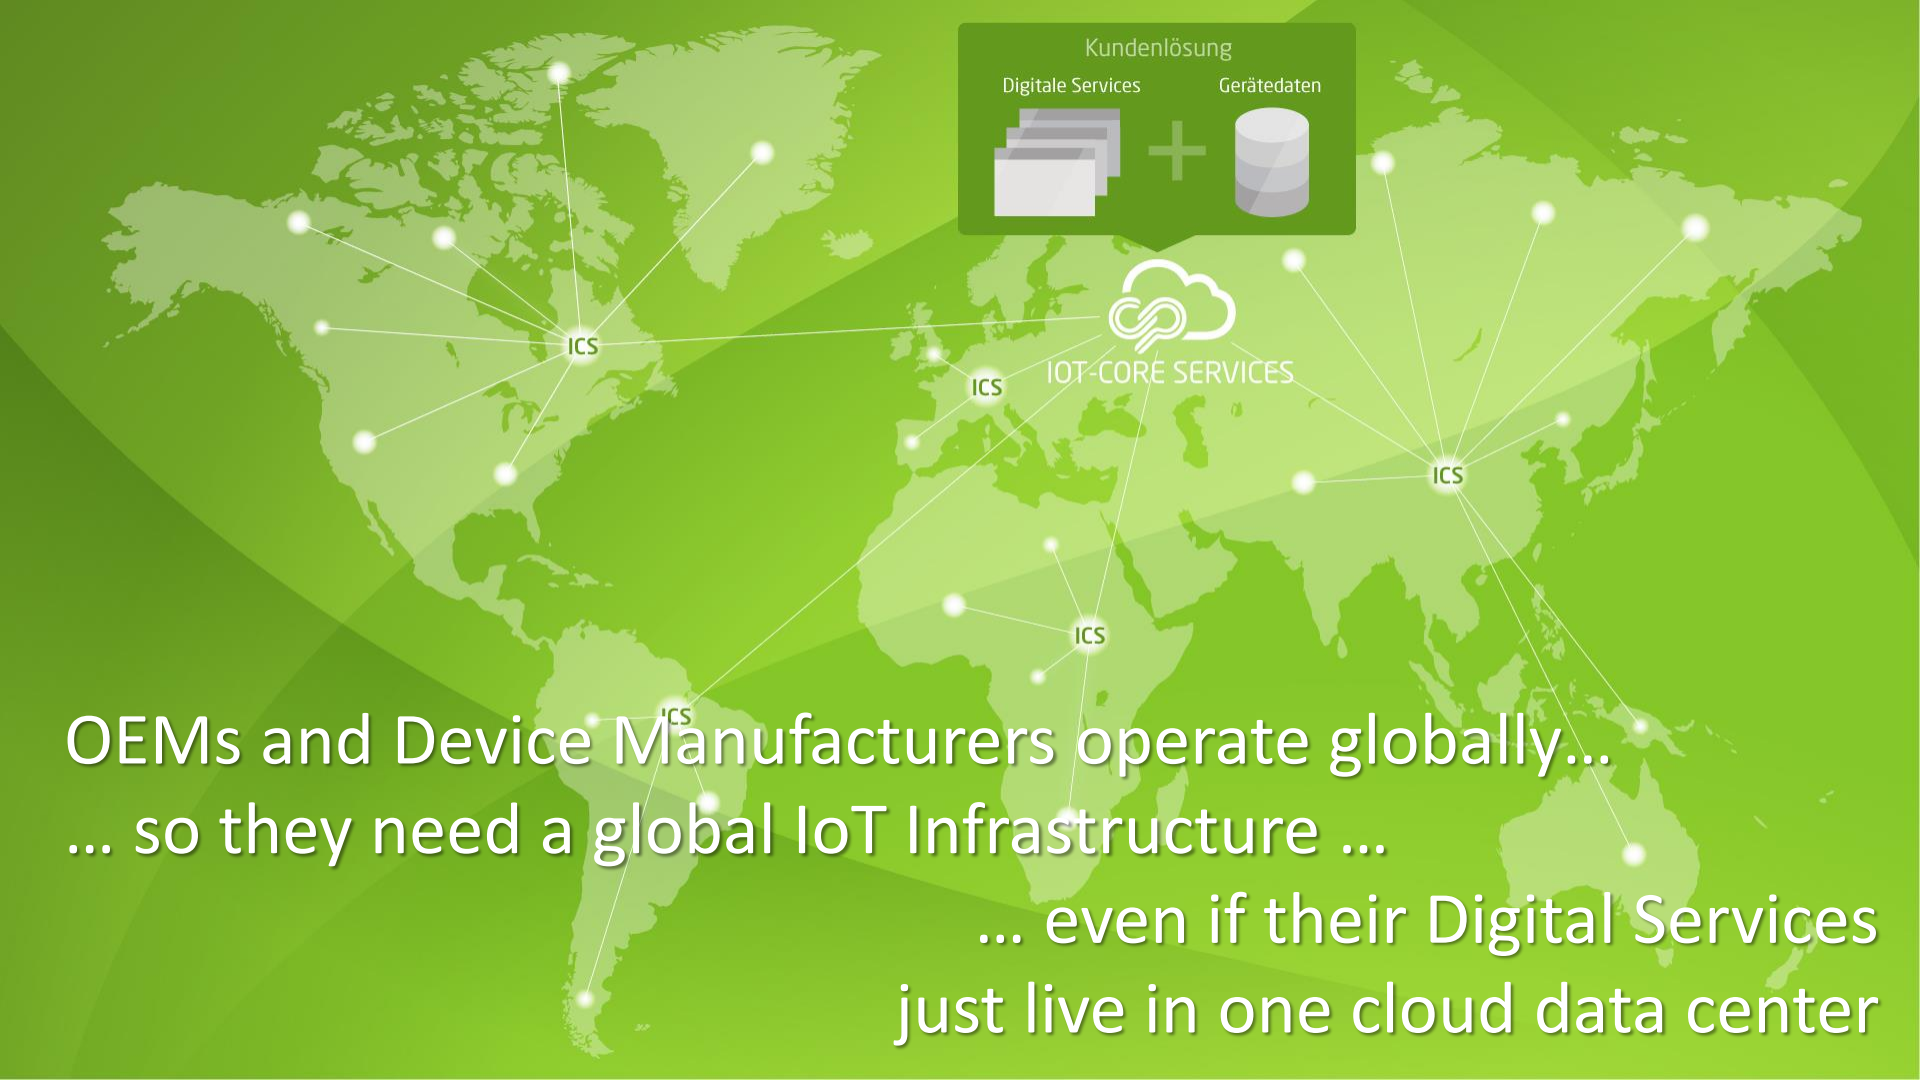 Kundenlösung
Digitale Services
Gerätedaten
IOT-CORE SERVICES
ICS
ICS
ICS
ICS
ICS
OEMs and Device Manufacturers operate globally...
... so they need a global IoT Infrastructure ...
... even if their Digital Services
just live in one cloud data center